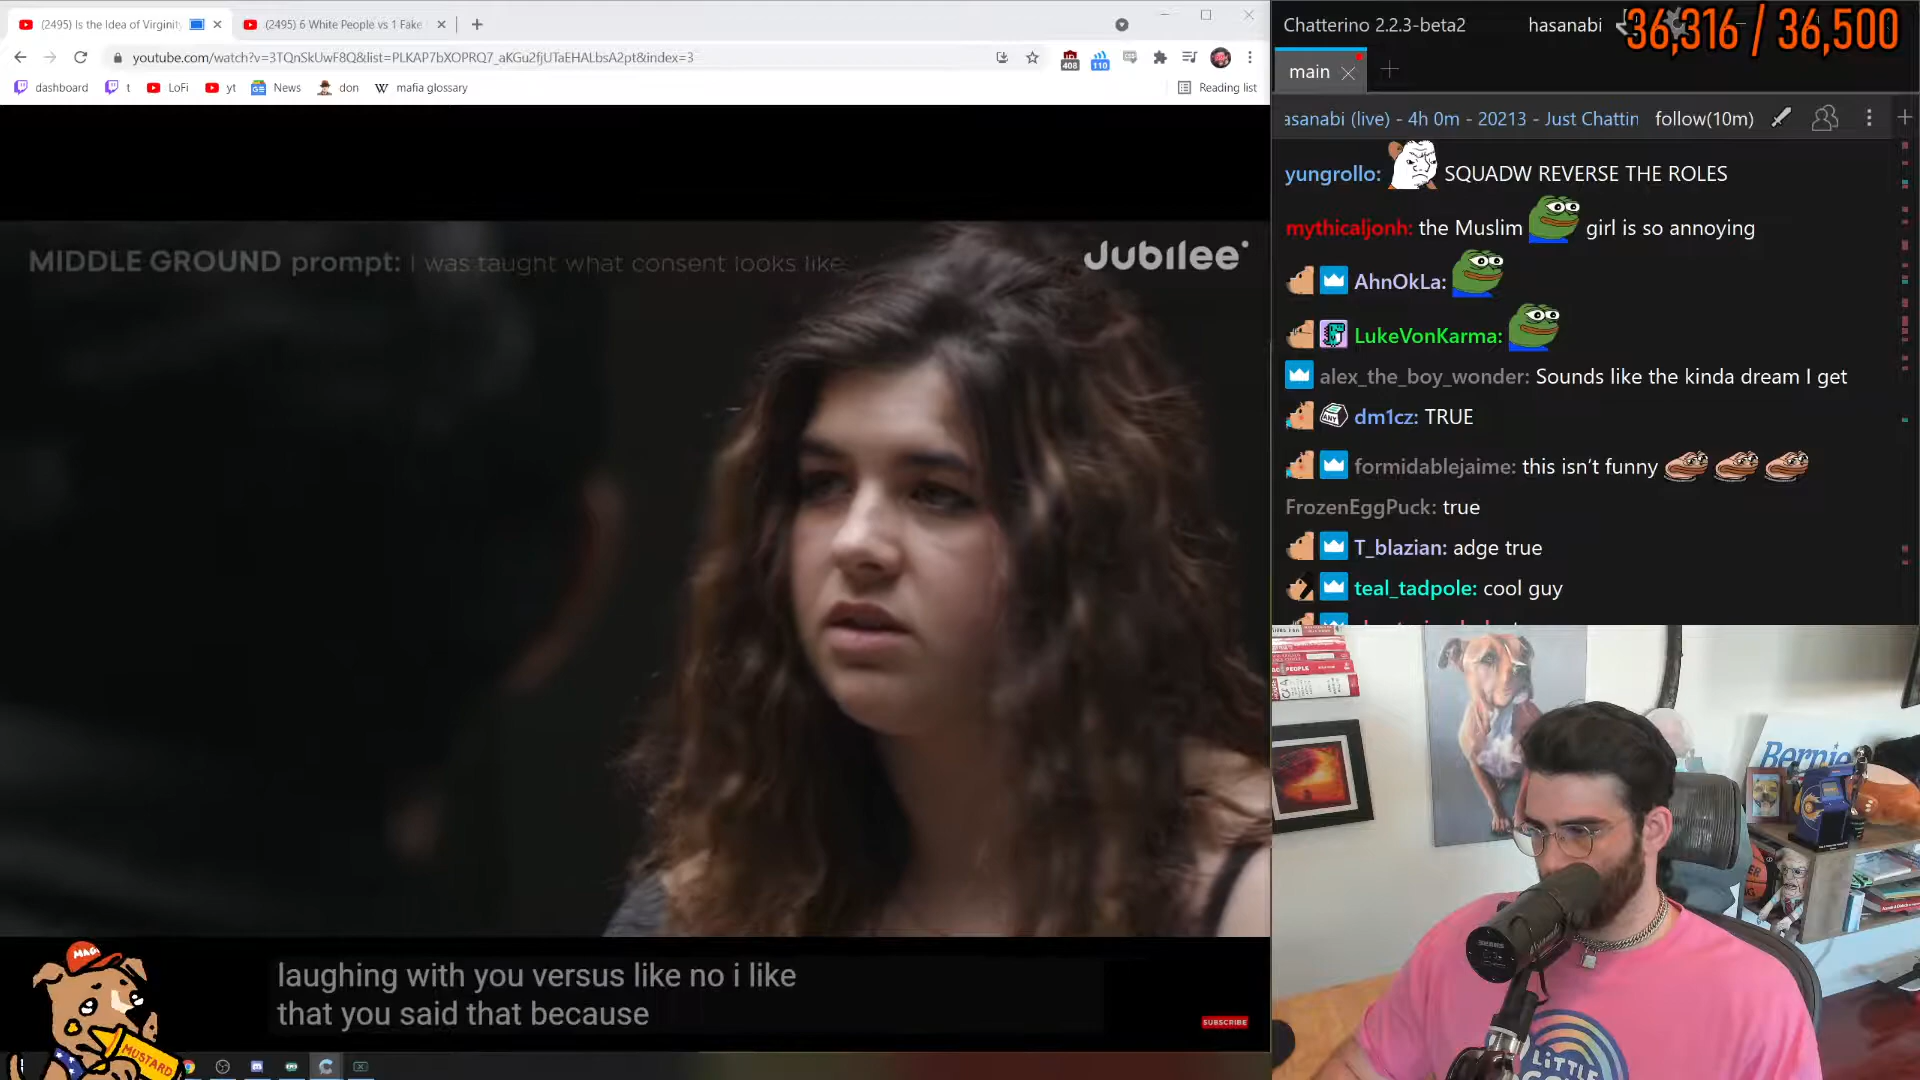 (2495) Is the Idea of Virginity
(2495) 6 White People vs 1 Fake
youtube.com/watch?v=3TQnSkUwF8Q&list=PLKAP7bXOPRQ7_aKGu2fjUTaEHALbsA2pt&index=3
408
110
dashboard
t
LoFi
yt
News
don
mafia glossary
Reading list
MIDDLE GROUND prompt: I was taught what consent looks like
Jubilee
laughing with you versus like no i like
that you said that because
SUBSCRIBE
MUSTARD
Chatterino 2.2.3-beta2
hasanabi
36,316 / 36,500
main
asanabi (live) - 4h 0m - 20213 - Just Chattin
follow(10m)
yungrollo: SQUADW REVERSE THE ROLES
mythicaljonh: the Muslim girl is so annoying
AhnOkLa:
LukeVonKarma:
alex_the_boy_wonder: Sounds like the kinda dream I get
dm1cz: TRUE
formidablejaime: this isn't funny
FrozenEggPuck: true
T_blazian: adge true
teal_tadpole: cool guy
PEOPLE
Bernie
LITTLE